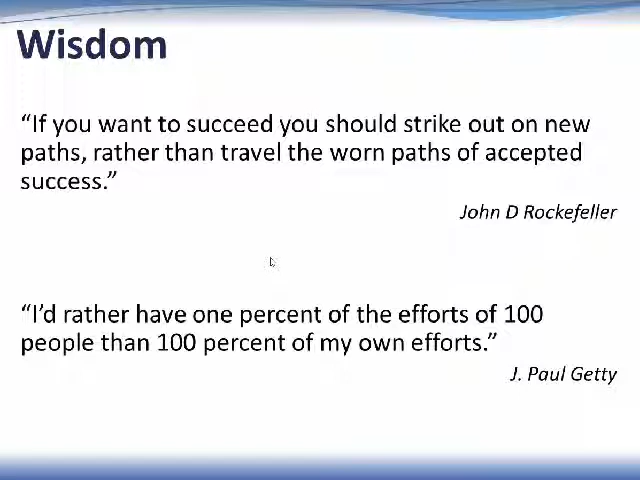 Wisdom
“If you want to succeed you should strike out on new
paths, rather than travel the worn paths of accepted
success.”
John D Rockefeller
“I’d rather have one percent of the efforts of 100
people than 100 percent of my own efforts.”
J. Paul Getty